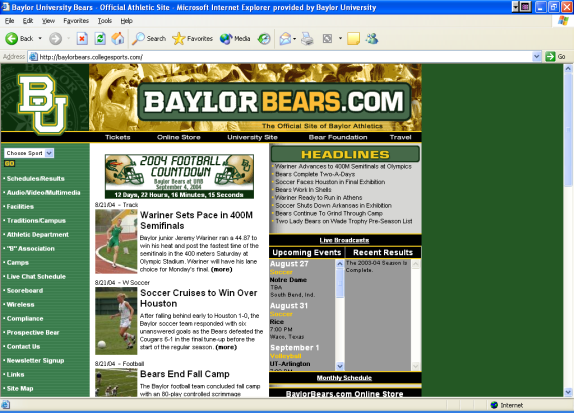 Baylor University Bears - Official Athletic Site - Microsoft Internet Explorer provided by Baylor University
File Edit View Favorites Tools Help
Back Search Favorites Media
Address http://baylorbears.collegesports.com/ Go
BU
BAYLORBEARS.COM
The Official Site of Baylor Athletics
Tickets Online Store University Site Bear Foundation Travel
Choose Sport
GO
Schedules/Results
Audio/Video/Multimedia
Facilities
Traditions/Campus
Athletic Department
"B" Association
Camps
Live Chat Schedule
Scoreboard
Wireless
Compliance
Prospective Bear
Contact Us
Newsletter Signup
Links
Site Map
2004 FOOTBALL
COUNTDOWN
Baylor Bears at UAB
September 4, 2004
12 Days, 22 Hours, 16 Minutes, 15 Seconds
8/21/04 - Track
Wariner Sets Pace in 400M
Semifinals
Baylor junior Jeremy Wariner ran a 44.87 to
win his heat and post the fastest time of the
semifinals in the 400 meters Saturday at
Olympic Stadium. Wariner will have his lane
choice for Monday's final. (more)
8/21/04 - W Soccer
Soccer Cruises to Win Over
Houston
After falling behind early to Houston 1-0, the
Baylor soccer team responded with six
unanswered goals as the Bears defeated the
Cougars 6-1 in the final tune-up before the
start of the regular season. (more)
8/21/04 - Football
Bears End Fall Camp
The Baylor football team concluded fall camp
with an 80-play controlled scrimmage
HEADLINES
Wariner Advances to 400M Semifinals at Olympics
Bears Complete Two-A-Days
Soccer Faces Houston in Final Exhibition
Bears Work In Shells
Wariner Ready to Run in Athens
Soccer Shuts Down Arkansas in Exhibition
Bears Continue To Grind Through Camp
Two Lady Bears on Wade Trophy Pre-Season List
Live Broadcasts
Upcoming Events Recent Results
August 27
Soccer
Notre Dame
TBA
South Bend, Ind.
August 31
Soccer
Rice
7:00 PM
Waco, Texas
September 1
Volleyball
UT-Arlington
7:00 PM
The 2003-04 Season is
Complete.
Monthly Schedule
BaylorBears.com Online Store
Internet